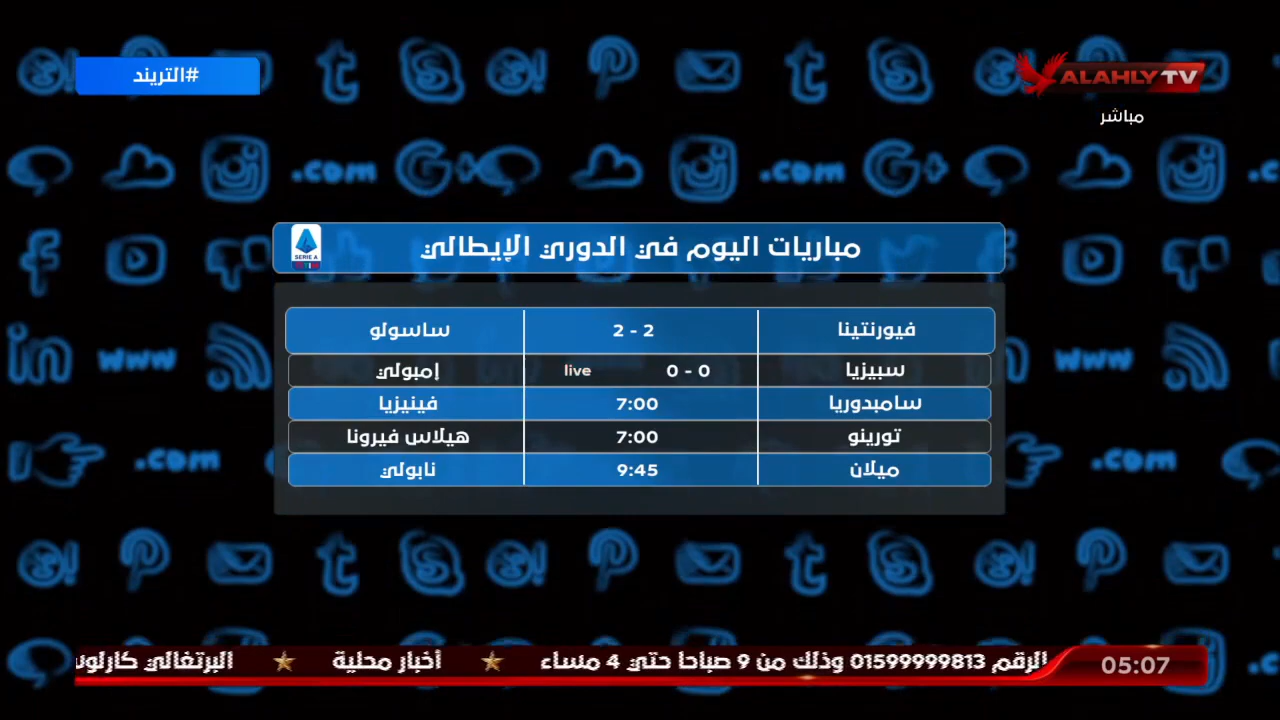 #التريند
ALAHLY TV
مباشر
مباريات اليوم في الدوري الإيطالي
SERIE A
فيورنتينا 2 - 2 ساسولو
سبيزيا 0 - 0 live إمبولي
سامبدوريا 7:00 فينيزيا
تورينو 7:00 هيلاس فيرونا
ميلان 9:45 نابولي
05:07
الرقم 01599999813 وذلك من 9 صباحا حتي 4 مساء ★ أخبار محلية ★ البرتغالي